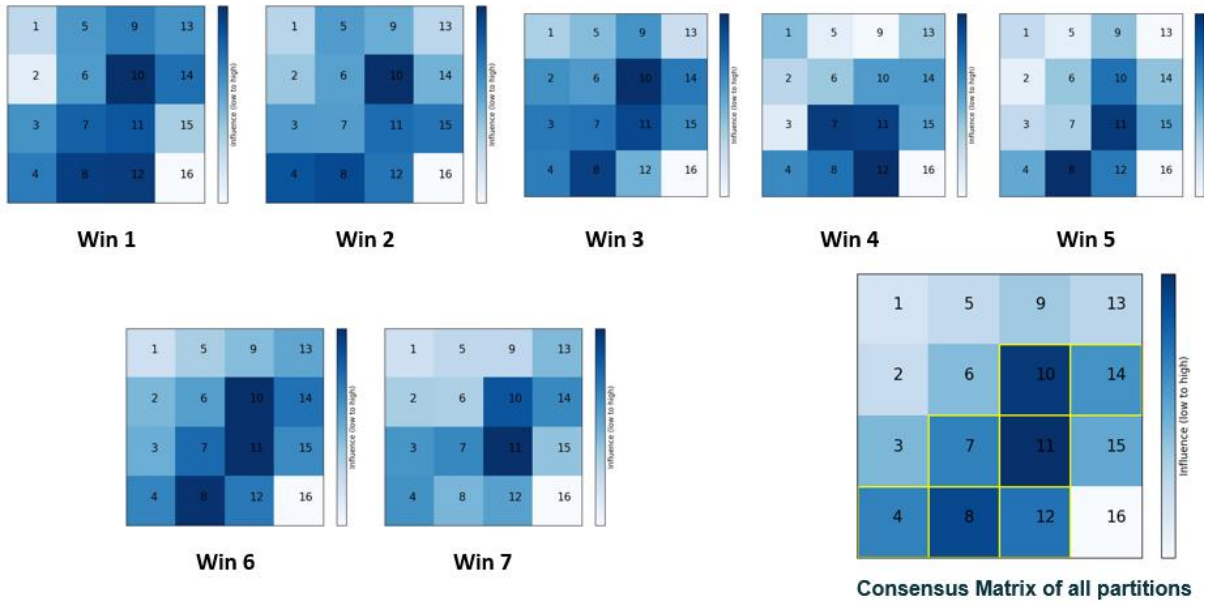 1 5 9 13
2 6 10 14
3 7 11 15
4 8 12 16
Influence (low to high)
Win 1
1 5 9 13
2 6 10 14
3 7 11 15
4 8 12 16
Influence (low to high)
Win 2
1 5 9 13
2 6 10 14
3 7 11 15
4 8 12 16
Influence (low to high)
Win 3
1 5 9 13
2 6 10 14
3 7 11 15
4 8 12 16
Influence (low to high)
Win 4
1 5 9 13
2 6 10 14
3 7 11 15
4 8 12 16
Influence (low to high)
Win 5
1 5 9 13
2 6 10 14
3 7 11 15
4 8 12 16
Influence (low to high)
Win 6
1 5 9 13
2 6 10 14
3 7 11 15
4 8 12 16
Influence (low to high)
Win 7
1 5 9 13
2 6 10 14
3 7 11 15
4 8 12 16
Influence (low to high)
Consensus Matrix of all partitions